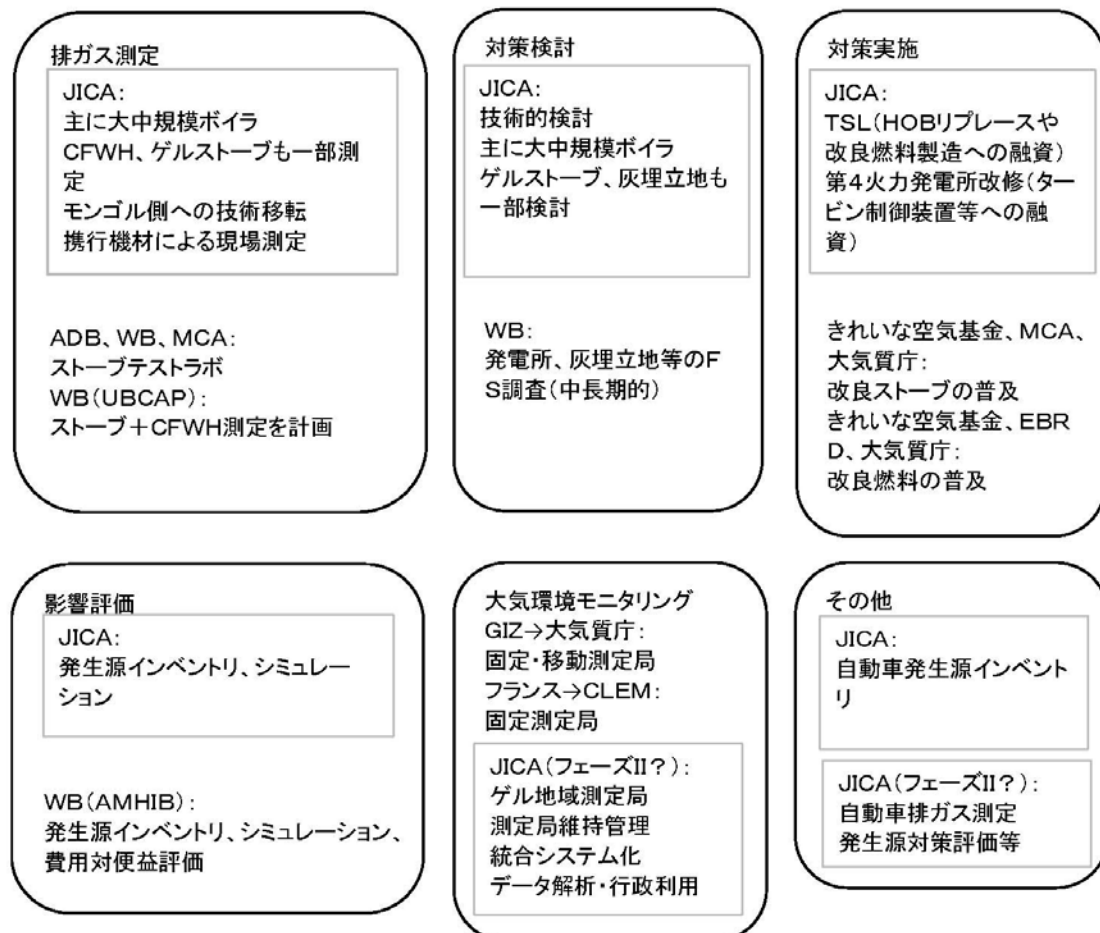 排ガス測定
JICA:
主に大中規模ボイラ
CFWH、ゲルストーブも一部測
定
モンゴル側への技術移転
携行機材による現場測定
ADB、WB、MCA:
ストーブテストラボ
WB(UBCAP):
ストーブ+CFWH測定を計画
対策検討
JICA:
技術的検討
主に大中規模ボイラ
ゲルストーブ、灰埋立地も
一部検討
WB:
発電所、灰埋立地等のF
S調査(中長期的)
対策実施
JICA:
TSL(HOBリプレースや
改良燃料製造への融資)
第4火力発電所改修(ター
ビン制御装置等への融
資)
きれいな空気基金、MCA、
大気質庁:
改良ストーブの普及
きれいな空気基金、EBR
D、大気質庁:
改良燃料の普及
影響評価
JICA:
発生源インベントリ、シミュレー
ション
WB(AMHIB):
発生源インベントリ、シミュレーション、
費用対便益評価
大気環境モニタリング
GIZ→大気質庁:
固定・移動測定局
フランス→CLEM:
固定測定局
JICA(フェーズII?):
ゲル地域測定局
測定局維持管理
統合システム化
データ解析・行政利用
その他
JICA:
自動車発生源インベント
リ
JICA(フェーズII?):
自動車排ガス測定
発生源対策評価等